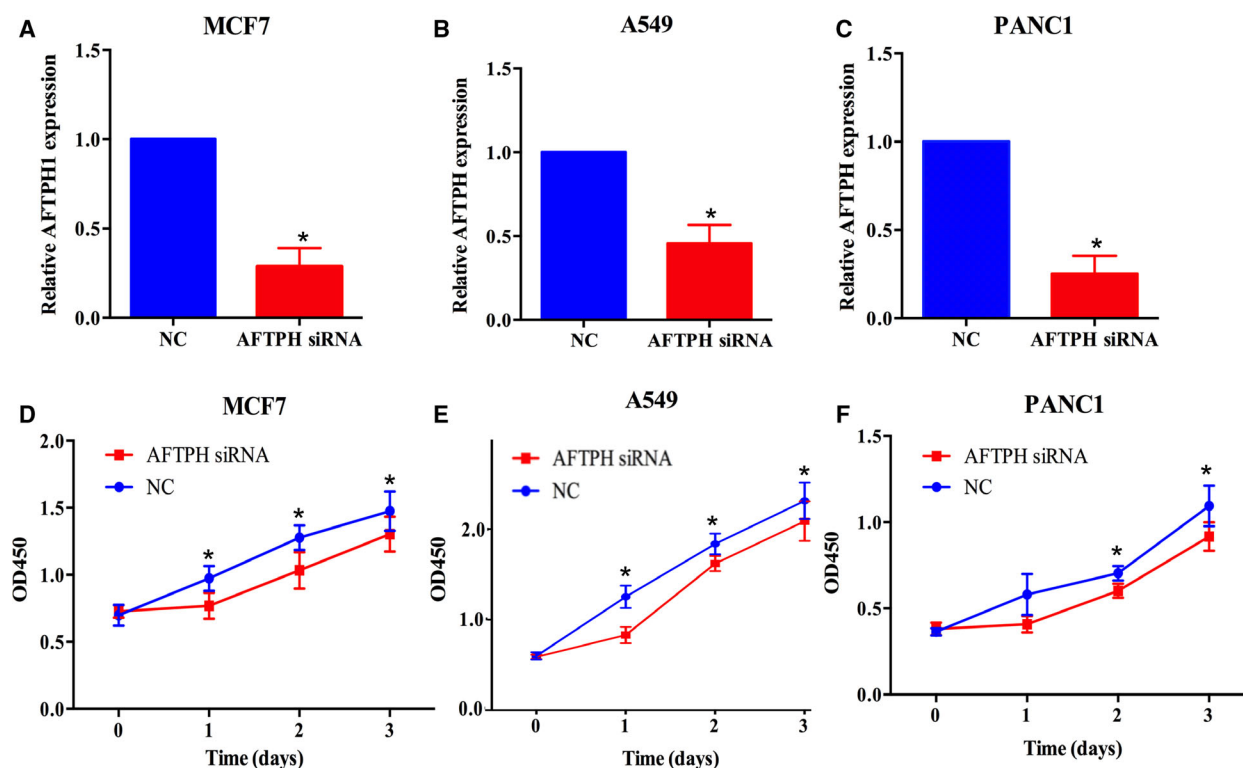 A
MCF7
Relative AFTPH1 expression
1.5
1.0
0.5
0.0
*
NC
AFTPH siRNA
B
A549
Relative AFTPH expression
1.5
1.0
0.5
0.0
*
NC
AFTPH siRNA
C
PANC1
Relative AFTPH expression
1.5
1.0
0.5
0.0
*
NC
AFTPH siRNA
D
MCF7
OD450
2.0
1.5
1.0
0.5
0.0
AFTPH siRNA
NC
*
*
*
0 1 2 3
Time (days)
E
A549
OD450
2.0
1.0
0.0
AFTPH siRNA
NC
*
*
*
0 1 2 3
Time (days)
F
PANC1
OD450
1.5
1.0
0.5
0.0
AFTPH siRNA
NC
*
*
0 1 2 3
Time (days)